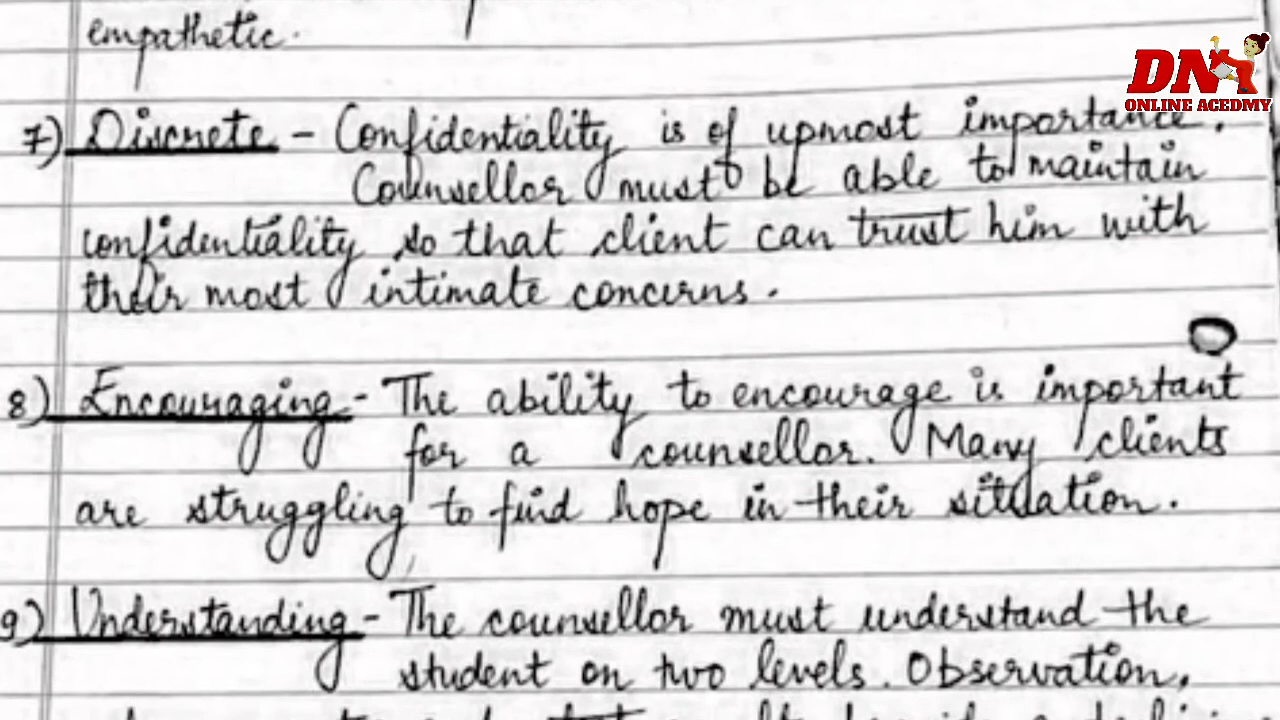 empathetic.
DN
ONLINE ACEDMY
7) Discrete - Confidentiality is of upmost importance.
Counsellor must be able to maintain
confidentiality so that client can trust him with
their most intimate concerns.
8) Encouraging - The ability to encourage is important
for a counsellor. Many clients
are struggling to find hope in their situation.
9) Understanding - The counsellor must understand the
student on two levels. Observation,